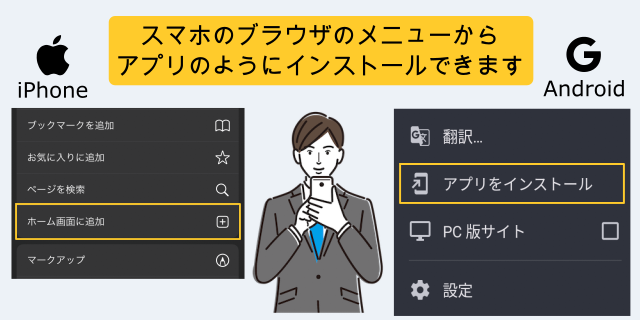 スマホのブラウザのメニューから
アプリのようにインストールできます
iPhone
ブックマークを追加
お気に入りに追加
ページを検索
ホーム画面に追加
マークアップ
Android
翻訳...
アプリをインストール
PC 版サイト
設定